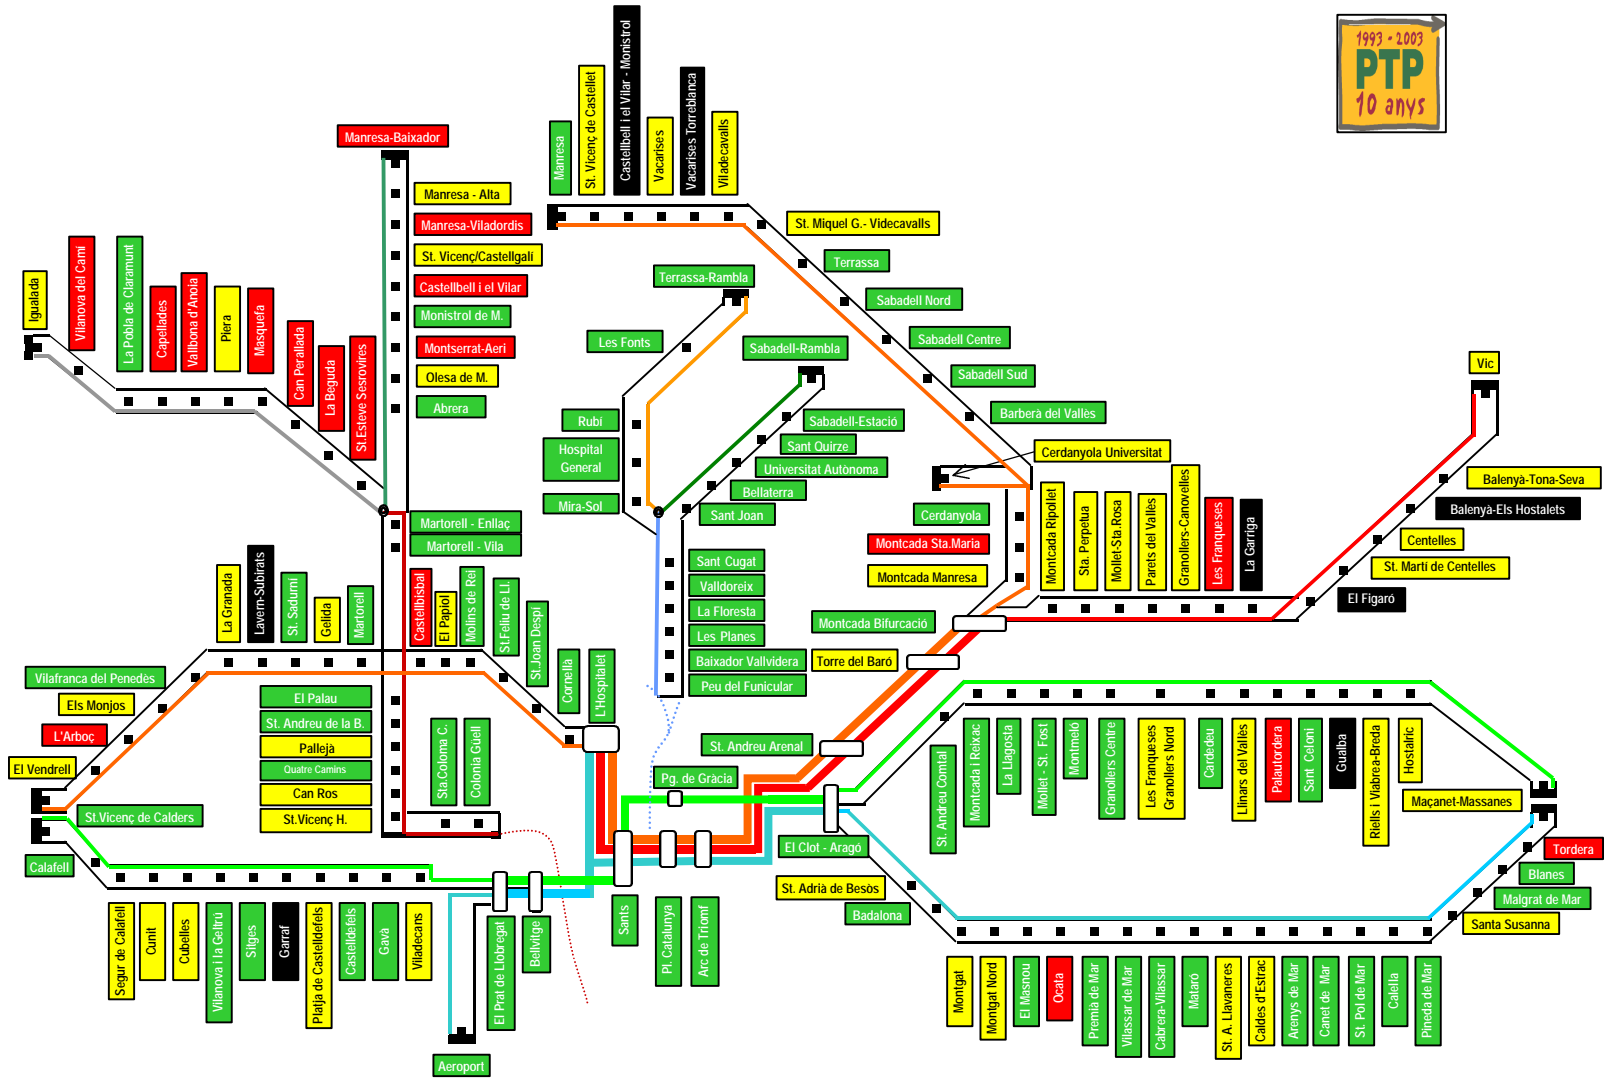 1993 - 2003
PTP
10 anys
Manresa-Baixador
Manresa - Alta
Manresa-Viladordis
St. Vicenç/Castellgalí
Castellbell i el Vilar
Monistrol de M.
Montserrat-Aeri
Olesa de M.
Abrera
Martorell - Enllaç
Martorell - Vila
Igualada
Vilanova del Camí
La Pobla de Claramunt
Capellades
Vallbona d'Anoia
Piera
Masquefa
Can Perallada
La Beguda
St.Esteve Sesrovires
Manresa
St. Vicenç de Castellet
Castellbell i el Vilar - Monistrol
Vacarises
Vacarises Torreblanca
Viladecavalls
St. Miquel G.- Videcavalls
Terrassa
Sabadell Nord
Sabadell Centre
Sabadell Sud
Barberà del Vallès
Cerdanyola Universitat
Cerdanyola
Montcada Sta.Maria
Montcada Manresa
Montcada Bifurcació
Torre del Baró
St. Andreu Arenal
Terrassa-Rambla
Les Fonts
Rubí
Hospital
General
Mira-Sol
Sabadell-Rambla
Sabadell-Estació
Sant Quirze
Universitat Autònoma
Bellaterra
Sant Joan
Sant Cugat
Valldoreix
La Floresta
Les Planes
Baixador Vallvidera
Peu del Funicular
Montcada Ripollet
Sta. Perpetua
Mollet-Sta.Rosa
Parets del Vallès
Granollers-Canovelles
Les Franqueses
La Garriga
Vic
Balenyà-Tona-Seva
Balenyà-Els Hostalets
Centelles
St. Martí de Centelles
El Figaró
La Granada
Lavern-Subirats
St. Sadurní
Gelida
Martorell
Castellbisbal
El Papiol
Molins de Rei
St.Feliu de Ll.
St.Joan Despí
Cornellà
L'Hospitalet
Vilafranca del Penedès
Els Monjos
L'Arboç
El Vendrell
St.Vicenç de Calders
Calafell
El Palau
St. Andreu de la B.
Pallejà
Quatre Camins
Can Ros
St.Vicenç H.
Sta.Coloma C.
Colonia Güell
Segur de Calafell
Cunit
Cubelles
Vilanova i la Geltrú
Sitges
Garraf
Platja de Castelldefels
Castelldefels
Gavà
Viladecans
El Prat de Llobregat
Bellvitge
Aeroport
Sants
Pl. Catalunya
Arc de Triomf
Pg. de Gràcia
El Clot - Aragó
St. Adrià de Besòs
Badalona
St. Andreu Comtal
Montcada i Reixac
La Llagosta
Mollet - St. Fost
Montmeló
Granollers Centre
Les Franqueses
Granollers Nord
Cardedeu
Llinars del Vallès
Palautordera
Sant Celoni
Gualba
Riells i Viabrea-Breda
Hostalric
Maçanet-Massanes
Tordera
Blanes
Malgrat de Mar
Santa Susanna
Montgat
Montgat Nord
El Masnou
Ocata
Premià de Mar
Vilassar de Mar
Cabrera-Vilassar
Mataró
St. A. Llavaneres
Caldes d'Estrac
Arenys de Mar
Canet de Mar
St. Pol de Mar
Calella
Pineda de Mar